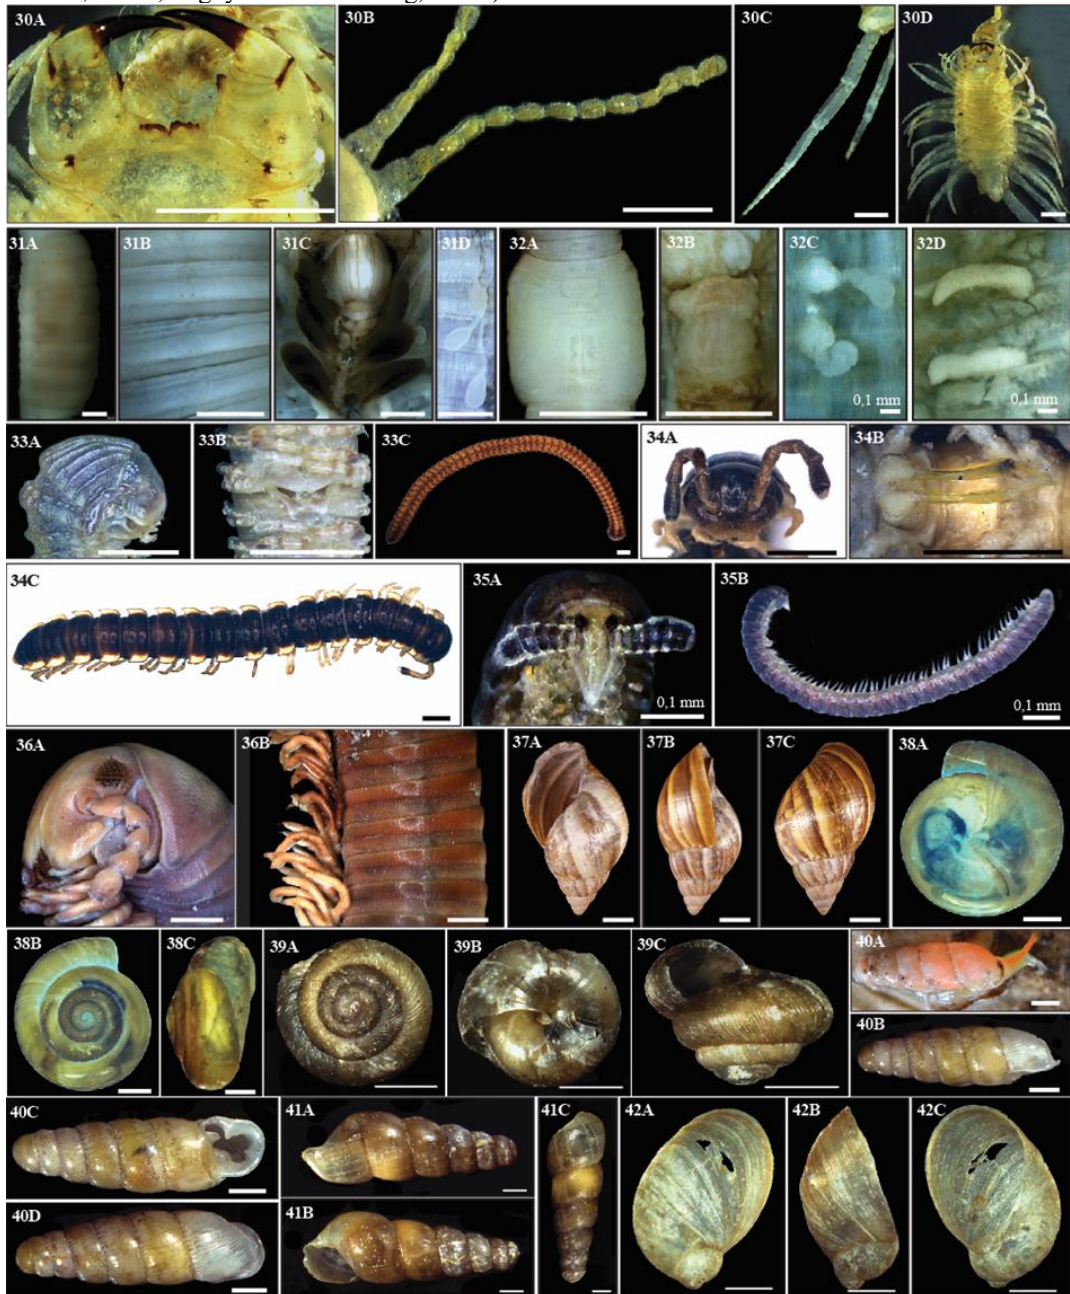 30A 30B 30C 30D
31A 31B 31C 31D 32A 32B 32C 32D
0,1 mm 0,1 mm
33A 33B 33C 34A 34B
34C 35A 35B
0,1 mm 0,1 mm
36A 36B 37A 37B 37C 38A
38B 38C 39A 39B 39C 40A
40B
40C 41A 41C 42A 42B 42C
40D 41B